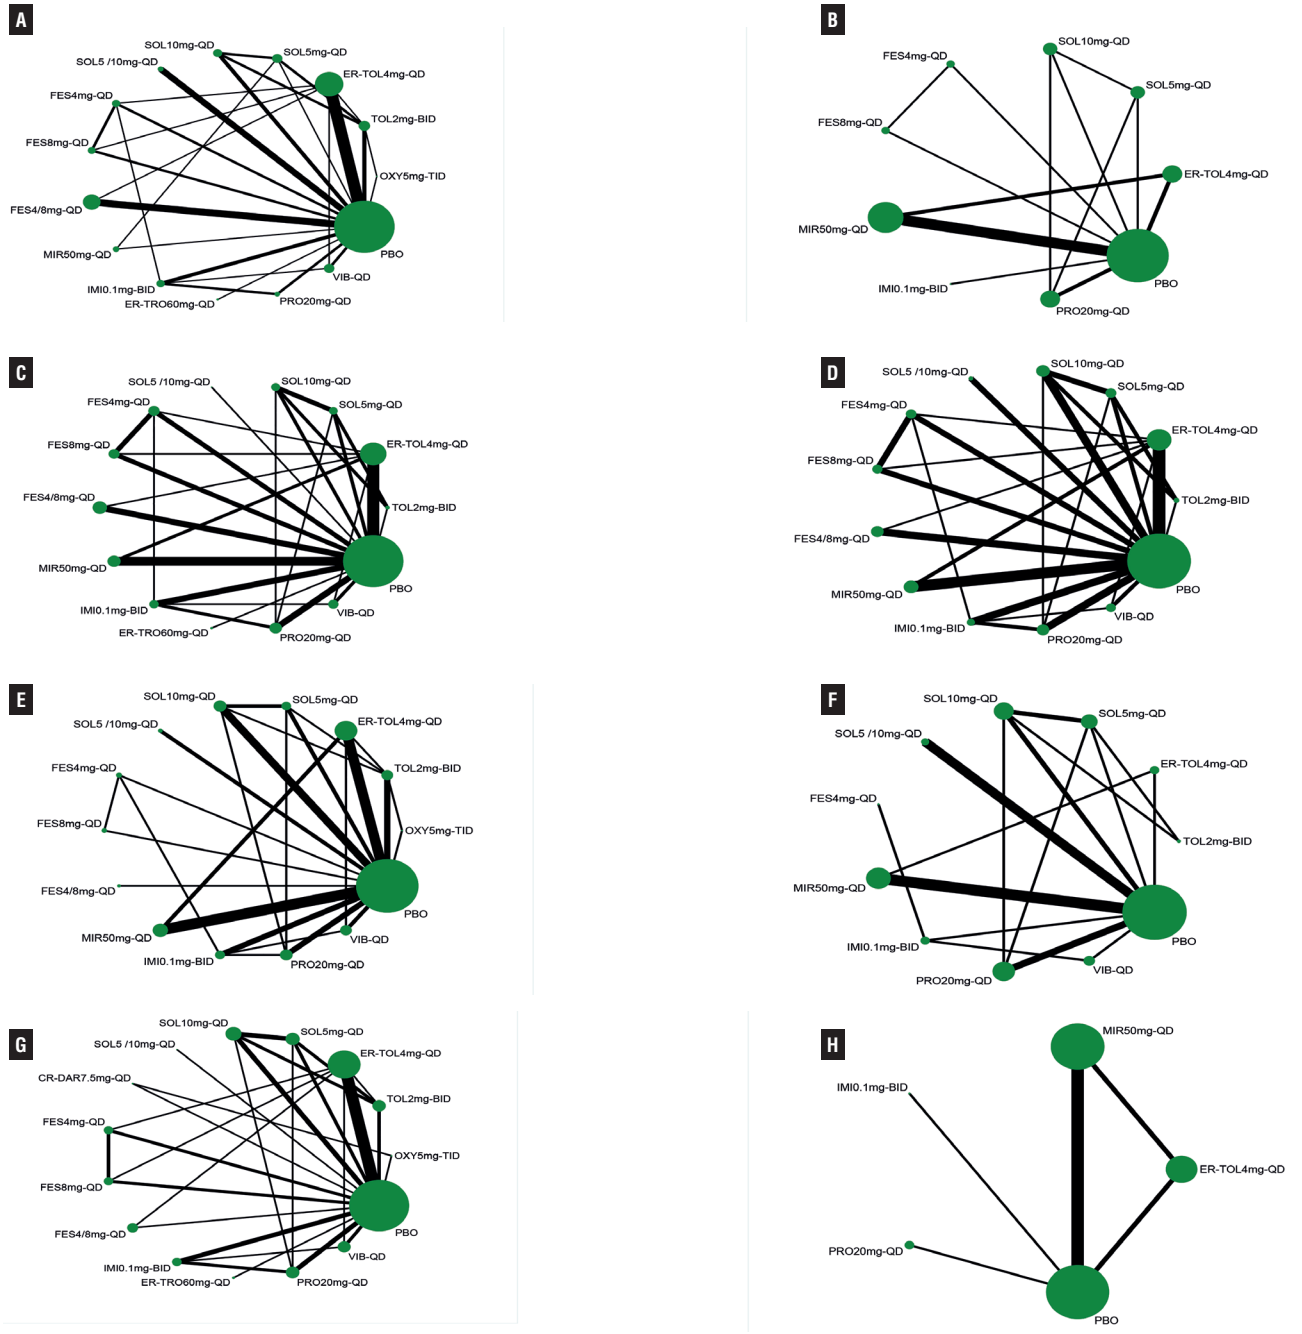 A
SOL10mg-QD
SOL5mg-QD
SOL5 /10mg-QD
ER-TOL4mg-QD
FES4mg-QD
TOL2mg-BID
FES8mg-QD
OXY5mg-TID
FES4/8mg-QD
MIR50mg-QD
PBO
VIB-QD
IMI0.1mg-BID
PRO20mg-QD
ER-TRO60mg-QD
B
SOL10mg-QD
FES4mg-QD
SOL5mg-QD
FES8mg-QD
ER-TOL4mg-QD
MIR50mg-QD
PBO
IMI0.1mg-BID
PRO20mg-QD
C
SOL5 /10mg-QD
SOL10mg-QD
FES4mg-QD
SOL5mg-QD
FES8mg-QD
ER-TOL4mg-QD
FES4/8mg-QD
TOL2mg-BID
MIR50mg-QD
PBO
IMI0.1mg-BID
VIB-QD
ER-TRO60mg-QD
PRO20mg-QD
D
SOL10mg-QD
SOL5 /10mg-QD
SOL5mg-QD
FES4mg-QD
ER-TOL4mg-QD
FES8mg-QD
TOL2mg-BID
FES4/8mg-QD
PBO
MIR50mg-QD
VIB-QD
IMI0.1mg-BID
PRO20mg-QD
E
SOL10mg-QD
SOL5mg-QD
SOL5 /10mg-QD
ER-TOL4mg-QD
FES4mg-QD
TOL2mg-BID
FES8mg-QD
OXY5mg-TID
FES4/8mg-QD
PBO
MIR50mg-QD
VIB-QD
IMI0.1mg-BID
PRO20mg-QD
F
SOL10mg-QD
SOL5mg-QD
SOL5 /10mg-QD
ER-TOL4mg-QD
FES4mg-QD
TOL2mg-BID
MIR50mg-QD
PBO
IMI0.1mg-BID
VIB-QD
PRO20mg-QD
G
SOL10mg-QD
SOL5mg-QD
SOL5 /10mg-QD
ER-TOL4mg-QD
CR-DAR7.5mg-QD
TOL2mg-BID
FES4mg-QD
OXY5mg-TID
FES8mg-QD
FES4/8mg-QD
PBO
VIB-QD
IMI0.1mg-BID
PRO20mg-QD
ER-TRO60mg-QD
H
MIR50mg-QD
IMI0.1mg-BID
ER-TOL4mg-QD
PRO20mg-QD
PBO